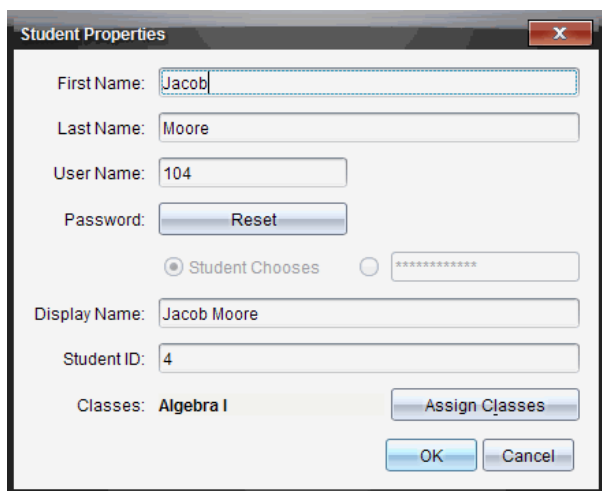 Student Properties
First Name: Jacob
Last Name: Moore
User Name: 104
Password: Reset
Student Chooses ************
Display Name: Jacob Moore
Student ID: 4
Classes: Algebra I Assign Classes
OK Cancel